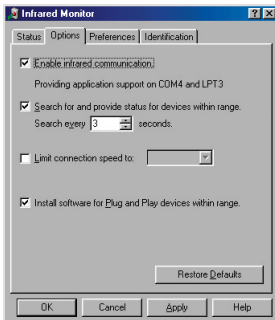 Infrared Monitor
Status Options Preferences Identification
Enable infrared communication.
Providing application support on COM4 and LPT3
Search for and provide status for devices within range.
Search every 3 seconds.
Limit connection speed to:
Install software for Plug and Play devices within range.
Restore Defaults
OK Cancel Apply Help